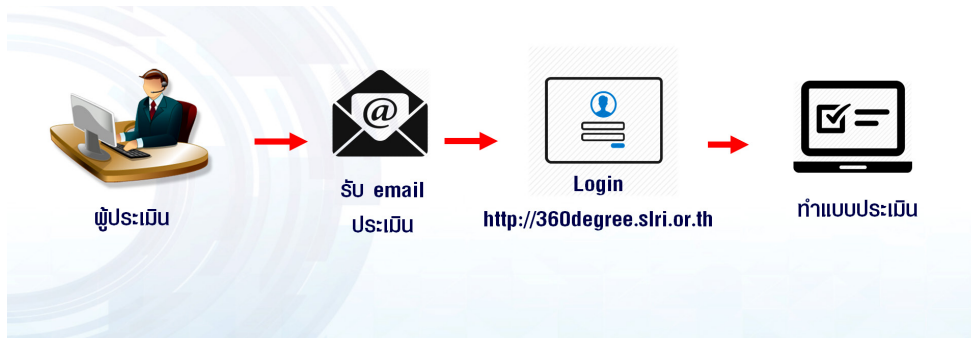 ผู้ประเมิน
รับ email
ประเมิน
Login
http://360degree.slri.or.th
ทำแบบประเมิน